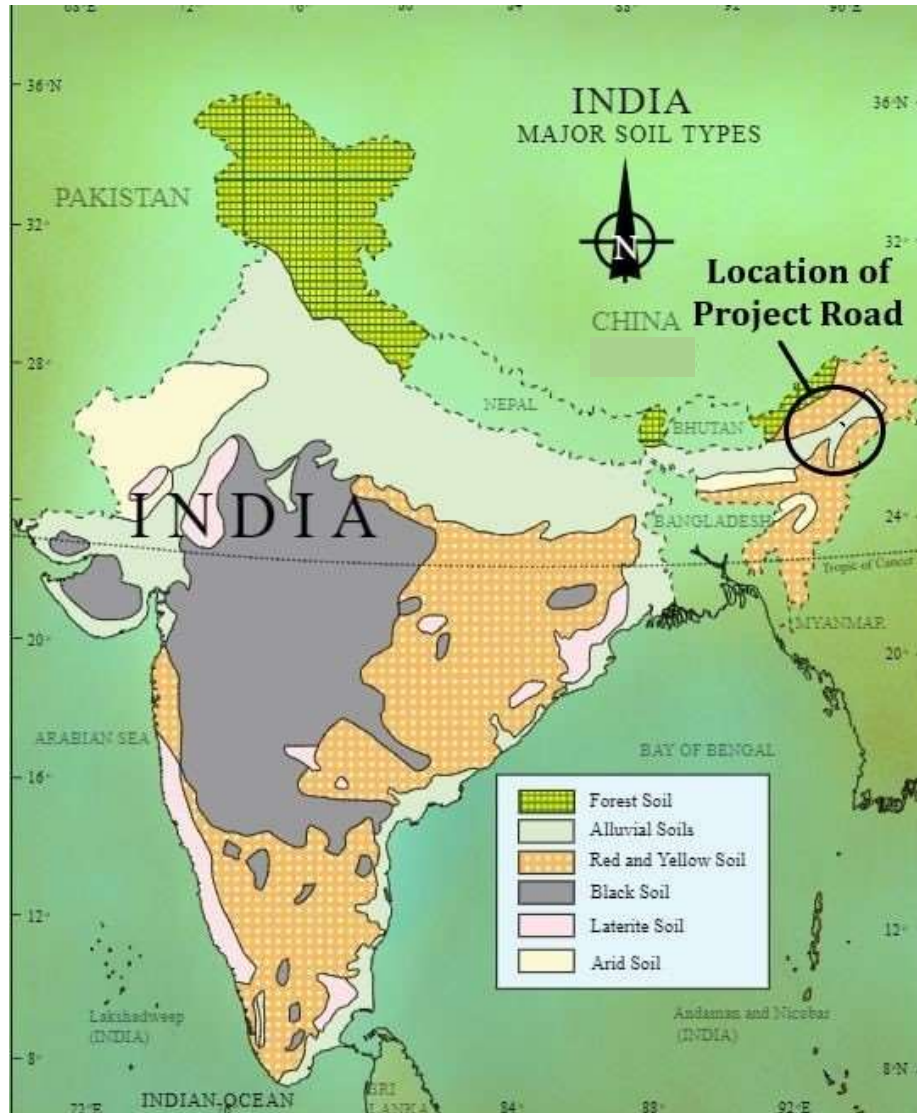 36°N
INDIA
MAJOR SOIL TYPES
36°N
PAKISTAN
32°
N
32°
Location of
Project Road
CHINA
28°
NEPAL
BHUTAN
INDIA
BANGLADESH
24°
Tropic of Cancer
MYANMAR
20°
20°
ARABIAN SEA
BAY OF BENGAL
16°
Forest Soil
Alluvial Soils
Red and Yellow Soil
Black Soil
Laterite Soil
Arid Soil
12°
12°
Lakshadweep
(INDIA)
Andaman and Nicobar
(INDIA)
8°
8°N
INDIAN OCEAN
SRI
LANKA
72°E
84°
88°
92°E